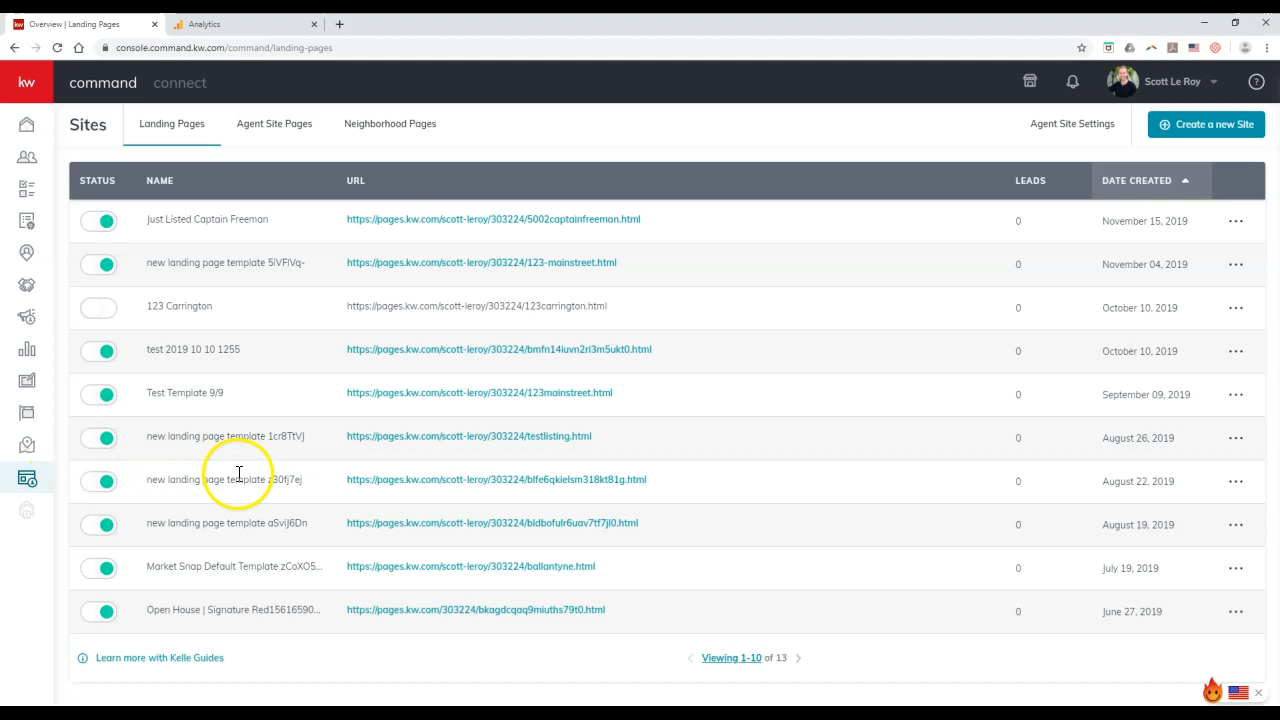 Overview | Landing Pages
Analytics
console.command.kw.com/command/landing-pages
kw command connect Scott Le Roy
Sites Landing Pages Agent Site Pages Neighborhood Pages Agent Site Settings Create a new Site
STATUS NAME URL LEADS DATE CREATED
Just Listed Captain Freeman https://pages.kw.com/scott-leroy/303224/5002captainfreeman.html 0 November 15, 2019
new landing page template 5iVFlVq- https://pages.kw.com/scott-leroy/303224/123-mainstreet.html 0 November 04, 2019
123 Carrington https://pages.kw.com/scott-leroy/303224/123carrington.html 0 October 10, 2019
test 2019 10 10 1255 https://pages.kw.com/scott-leroy/303224/bmfn14iuvn2ri3m5ukt0.html 0 October 10, 2019
Test Template 9/9 https://pages.kw.com/scott-leroy/303224/123mainstreet.html 0 September 09, 2019
new landing page template 1cr8TtVJ https://pages.kw.com/scott-leroy/303224/testlisting.html 0 August 26, 2019
new landing page template z30fj7ej https://pages.kw.com/scott-leroy/303224/blfe6qkielsm318kt81g.html 0 August 22, 2019
new landing page template aSviJ6Dn https://pages.kw.com/scott-leroy/303224/bldbofulr6uav7tf7jl0.html 0 August 19, 2019
Market Snap Default Template zCoXO5... https://pages.kw.com/scott-leroy/303224/ballantyne.html 0 July 19, 2019
Open House | Signature Red15616590... https://pages.kw.com/303224/bkagdcqaq9miuths79t0.html 0 June 27, 2019
Learn more with Kelle Guides Viewing 1-10 of 13